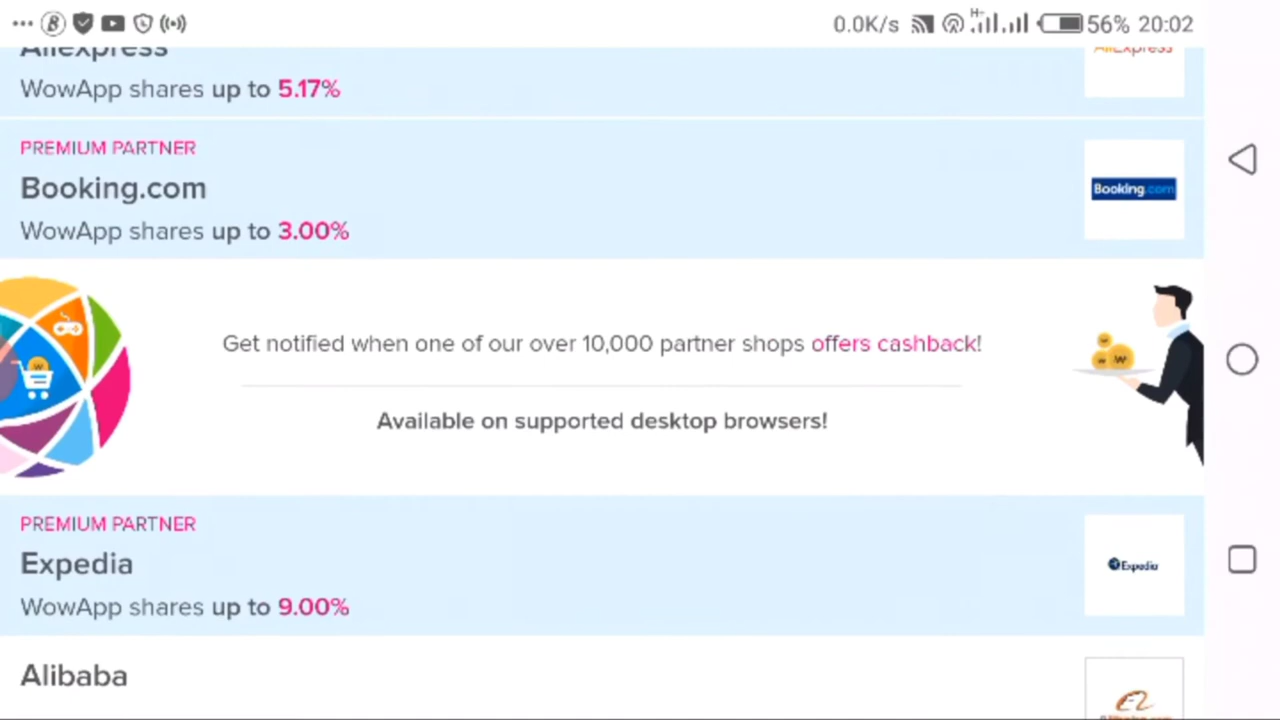 0.0K/s H+ 56% 20:02
Aliexpress
AliExpress
WowApp shares up to 5.17%
PREMIUM PARTNER
Booking.com
Booking.com
WowApp shares up to 3.00%
Get notified when one of our over 10,000 partner shops offers cashback!
Available on supported desktop browsers!
PREMIUM PARTNER
Expedia
Expedia
WowApp shares up to 9.00%
Alibaba